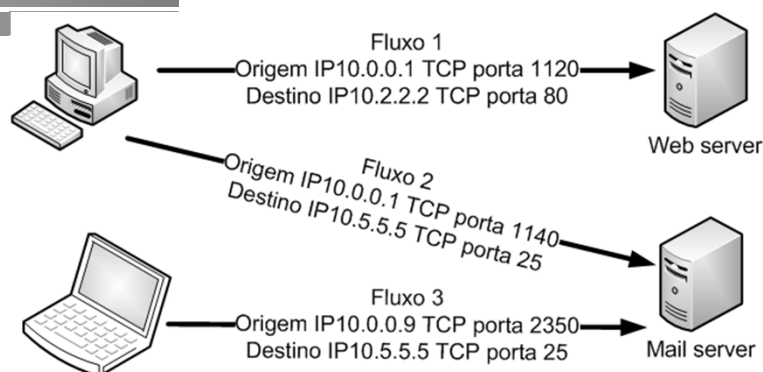 Fluxo 1
Origem IP10.0.0.1 TCP porta 1120
Destino IP10.2.2.2 TCP porta 80
Web server
Fluxo 2
Origem IP10.0.0.1 TCP porta 1140
Destino IP10.5.5.5 TCP porta 25
Fluxo 3
Origem IP10.0.0.9 TCP porta 2350
Destino IP10.5.5.5 TCP porta 25
Mail server